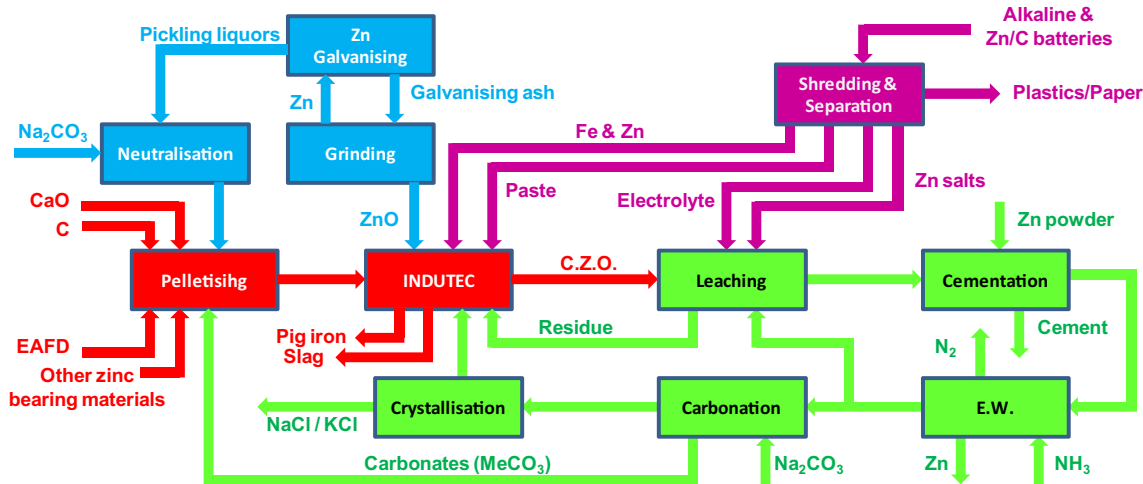 Pickling liquors
Zn
Galvanising
Alkaline &
Zn/C batteries
Zn
Galvanising ash
Shredding &
Separation
Plastics/Paper
Na₂CO₃
Neutralisation
Grinding
Fe & Zn
CaO
C
ZnO
Paste
Electrolyte
Zn salts
Zn powder
Pelletisihg
INDUTEC
C.Z.O.
Leaching
Cementation
EAFD
Other zinc
bearing materials
Pig iron
Slag
Residue
N₂
Cement
NaCl / KCl
Crystallisation
Carbonation
E.W.
Carbonates (MeCO₃)
Na₂CO₃
Zn
NH₃